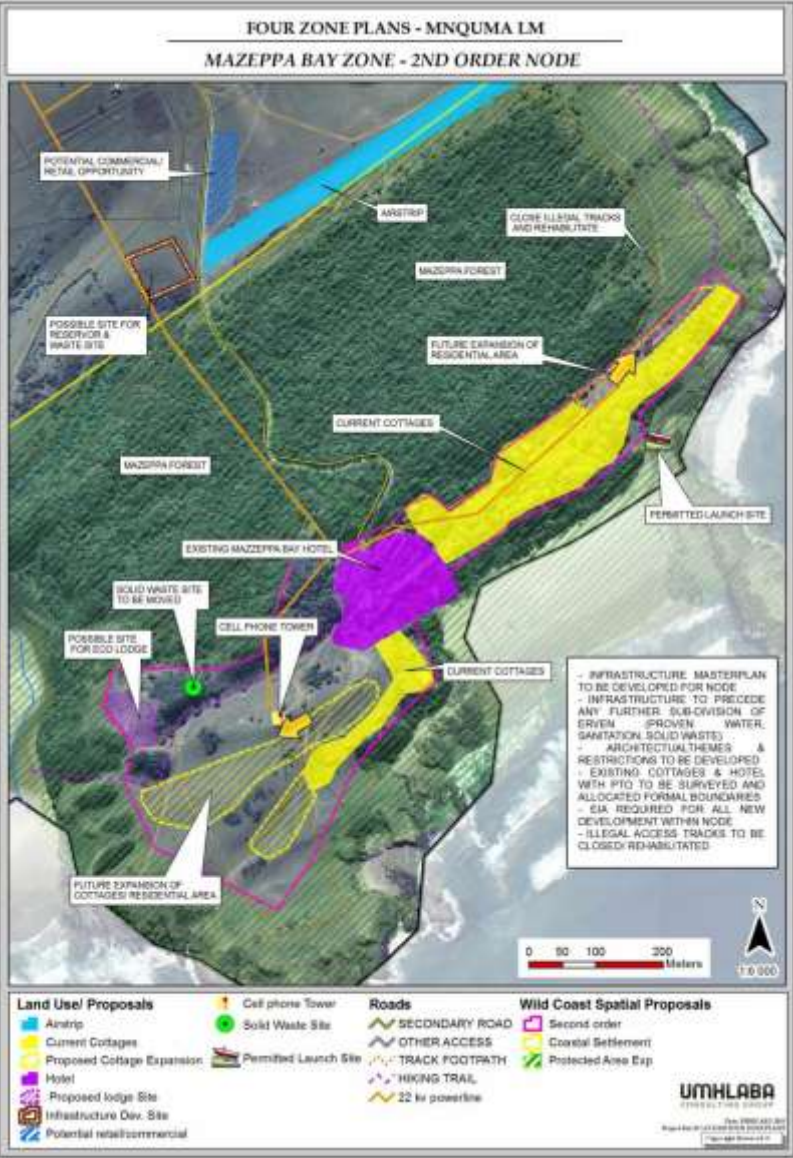 FOUR ZONE PLANS - MNQUMA LM
MAZEPPA BAY ZONE - 2ND ORDER NODE
POTENTIAL COMMERCIAL/
RETAIL OPPORTUNITY
AIRSTRIP
CLOSE ILLEGAL TRACKS
AND REHABILITATE
MAZEPPA FOREST
POSSIBLE SITE FOR
RESERVOR &
WASTE SITE
FUTURE EXPANSION OF
RESIDENTIAL AREA
CURRENT COTTAGES
MAZEPPA FOREST
PERMITTED LAUNCH SITE
EXISTING MAZZEPPA BAY HOTEL
SOLID WASTE SITE
TO BE MOVED
CELL PHONE TOWER
POSSIBLE SITE
FOR ECO LODGE
CURRENT COTTAGES
- INFRASTRUCTURE MASTERPLAN
TO BE DEVELOPED FOR NODE
- INFRASTRUCTURE TO PRECEDE
ANY FURTHER SUB-DIVISION OF
ERVEN (PROVEN WATER,
SANITATION, SOLID WASTE)
- ARCHITECTUALTHEMES &
RESTRICTIONS TO BE DEVELOPED
- EXISTING COTTAGES & HOTEL
WITH PTO TO BE SURVEYED AND
ALLOCATED FORMAL BOUNDARIES
- EIA REQUIRED FOR ALL NEW
DEVELOPMENT WITHIN NODE
- ILLEGAL ACCESS TRACKS TO BE
CLOSED/ REHABILITATED
FUTURE EXPANSION OF
COTTAGES/ RESIDENTIAL AREA
N
0 50 100 200
Meters
1:6 000
Land Use/ Proposals
Airstrip
Current Cottages
Proposed Cottage Expansion
Hotel
Proposed lodge Site
Infrastructure Dev. Site
Potential retail/commercial
Cell phone Tower
Solid Waste Site
Permitted Launch Site
Roads
SECONDARY ROAD
OTHER ACCESS
TRACK FOOTPATH
HIKING TRAIL
22 kv powerline
Wild Coast Spatial Proposals
Second order
Coastal Settlement
Protected Area Exp
UMHLABA
CONSULTING GROUP